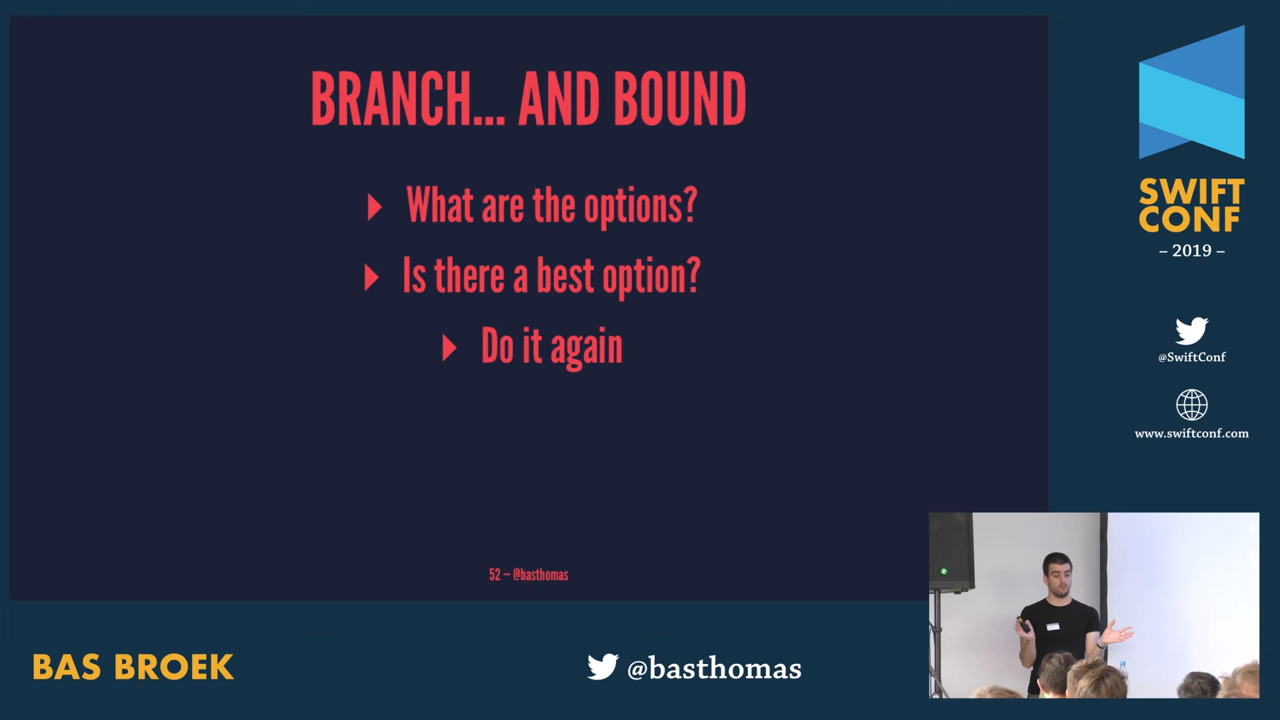 BRANCH... AND BOUND
What are the options?
Is there a best option?
Do it again
52 – @basthomas
SWIFT
CONF
– 2019 –
@SwiftConf
www.swiftconf.com
BAS BROEK
@basthomas